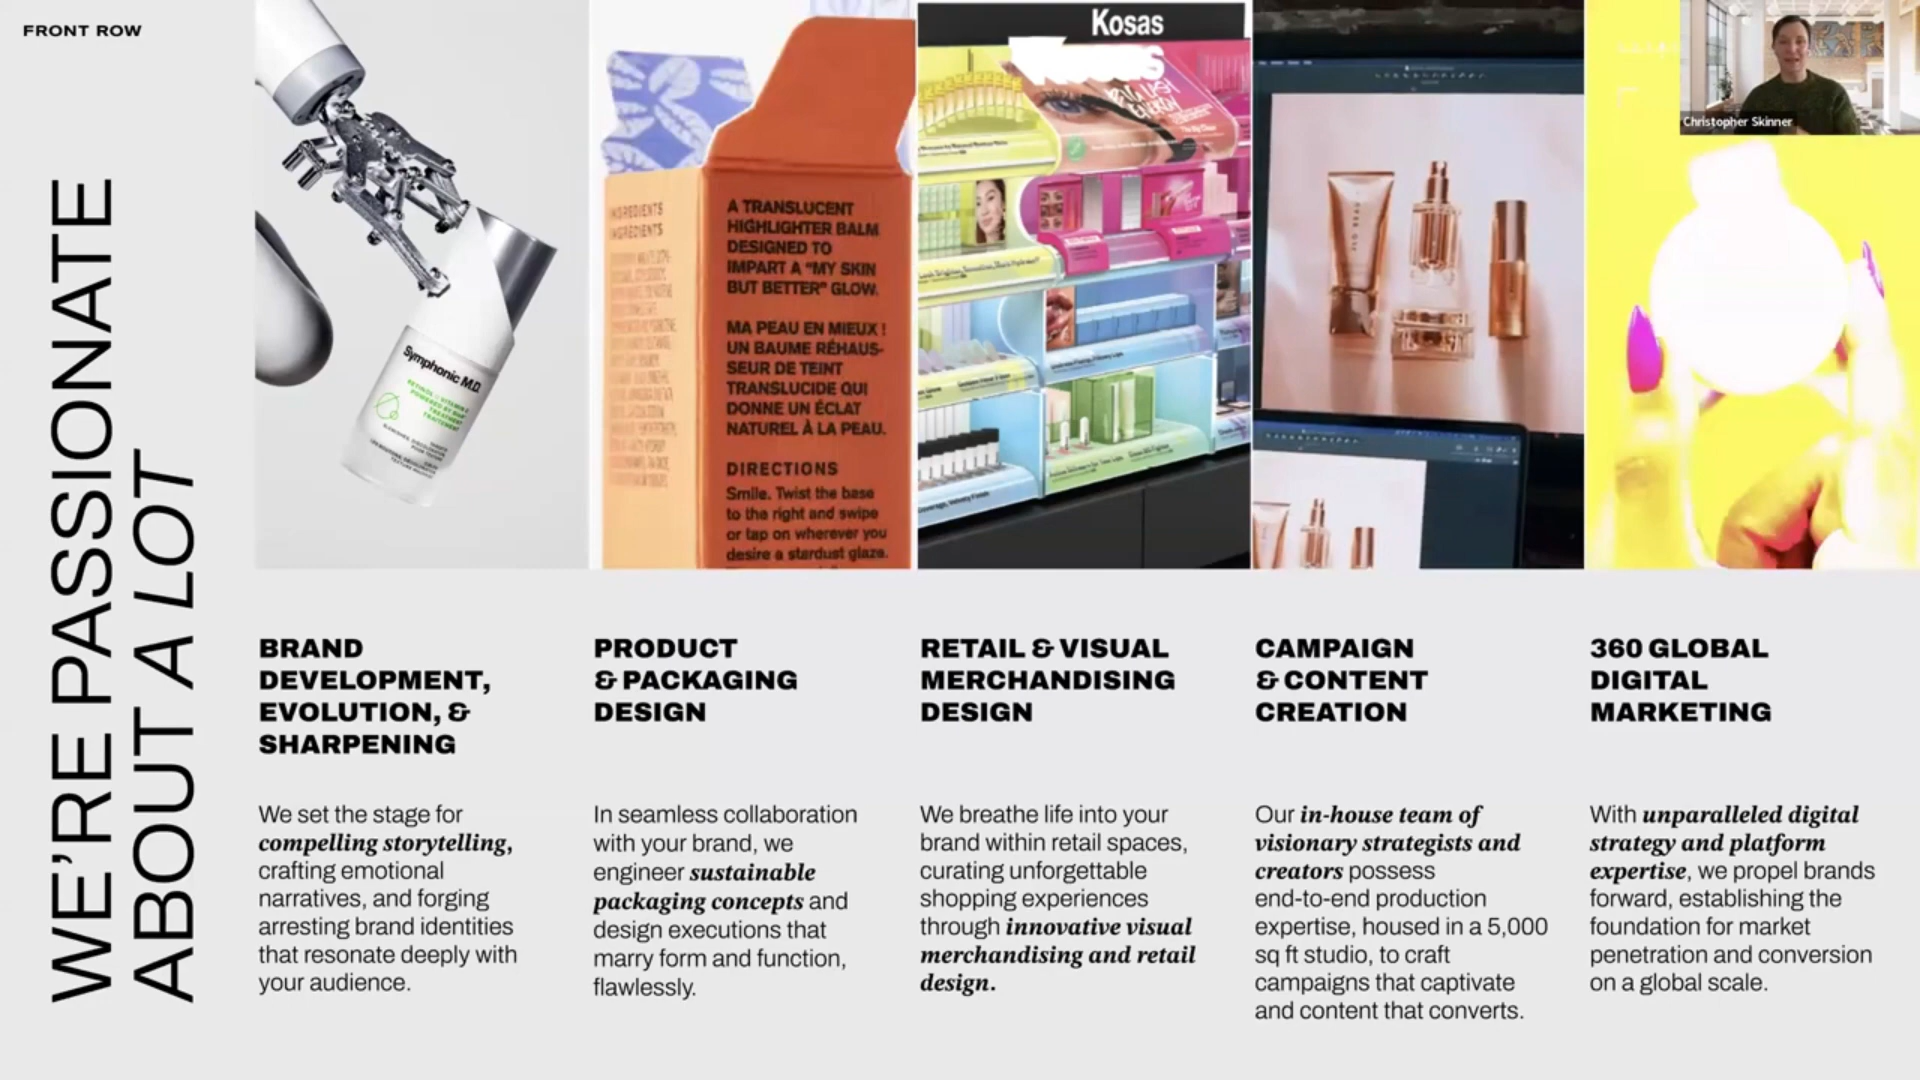 FRONT ROW
WE'RE PASSIONATE
ABOUT A LOT
Symphonic M.D.
INGREDIENTS
INGREDIENTS
A TRANSLUCENT
HIGHLIGHTER BALM
DESIGNED TO
IMPART A "MY SKIN
BUT BETTER" GLOW.
MA PEAU EN MIEUX !
UN BAUME RÉHAUS-
SEUR DE TEINT
TRANSLUCIDE QUI
DONNE UN ÉCLAT
NATUREL À LA PEAU.
DIRECTIONS
Smile. Twist the base
to the right and swipe
or tap on wherever you
desire a stardust glaze.
Kosas
Christopher Skinner
BRAND
DEVELOPMENT,
EVOLUTION, &
SHARPENING
We set the stage for
compelling storytelling,
crafting emotional
narratives, and forging
arresting brand identities
that resonate deeply with
your audience.
PRODUCT
& PACKAGING
DESIGN
In seamless collaboration
with your brand, we
engineer sustainable
packaging concepts and
design executions that
marry form and function,
flawlessly.
RETAIL & VISUAL
MERCHANDISING
DESIGN
We breathe life into your
brand within retail spaces,
curating unforgettable
shopping experiences
through innovative visual
merchandising and retail
design.
CAMPAIGN
& CONTENT
CREATION
Our in-house team of
visionary strategists and
creators possess
end-to-end production
expertise, housed in a 5,000
sq ft studio, to craft
campaigns that captivate
and content that converts.
360 GLOBAL
DIGITAL
MARKETING
With unparalleled digital
strategy and platform
expertise, we propel brands
forward, establishing the
foundation for market
penetration and conversion
on a global scale.